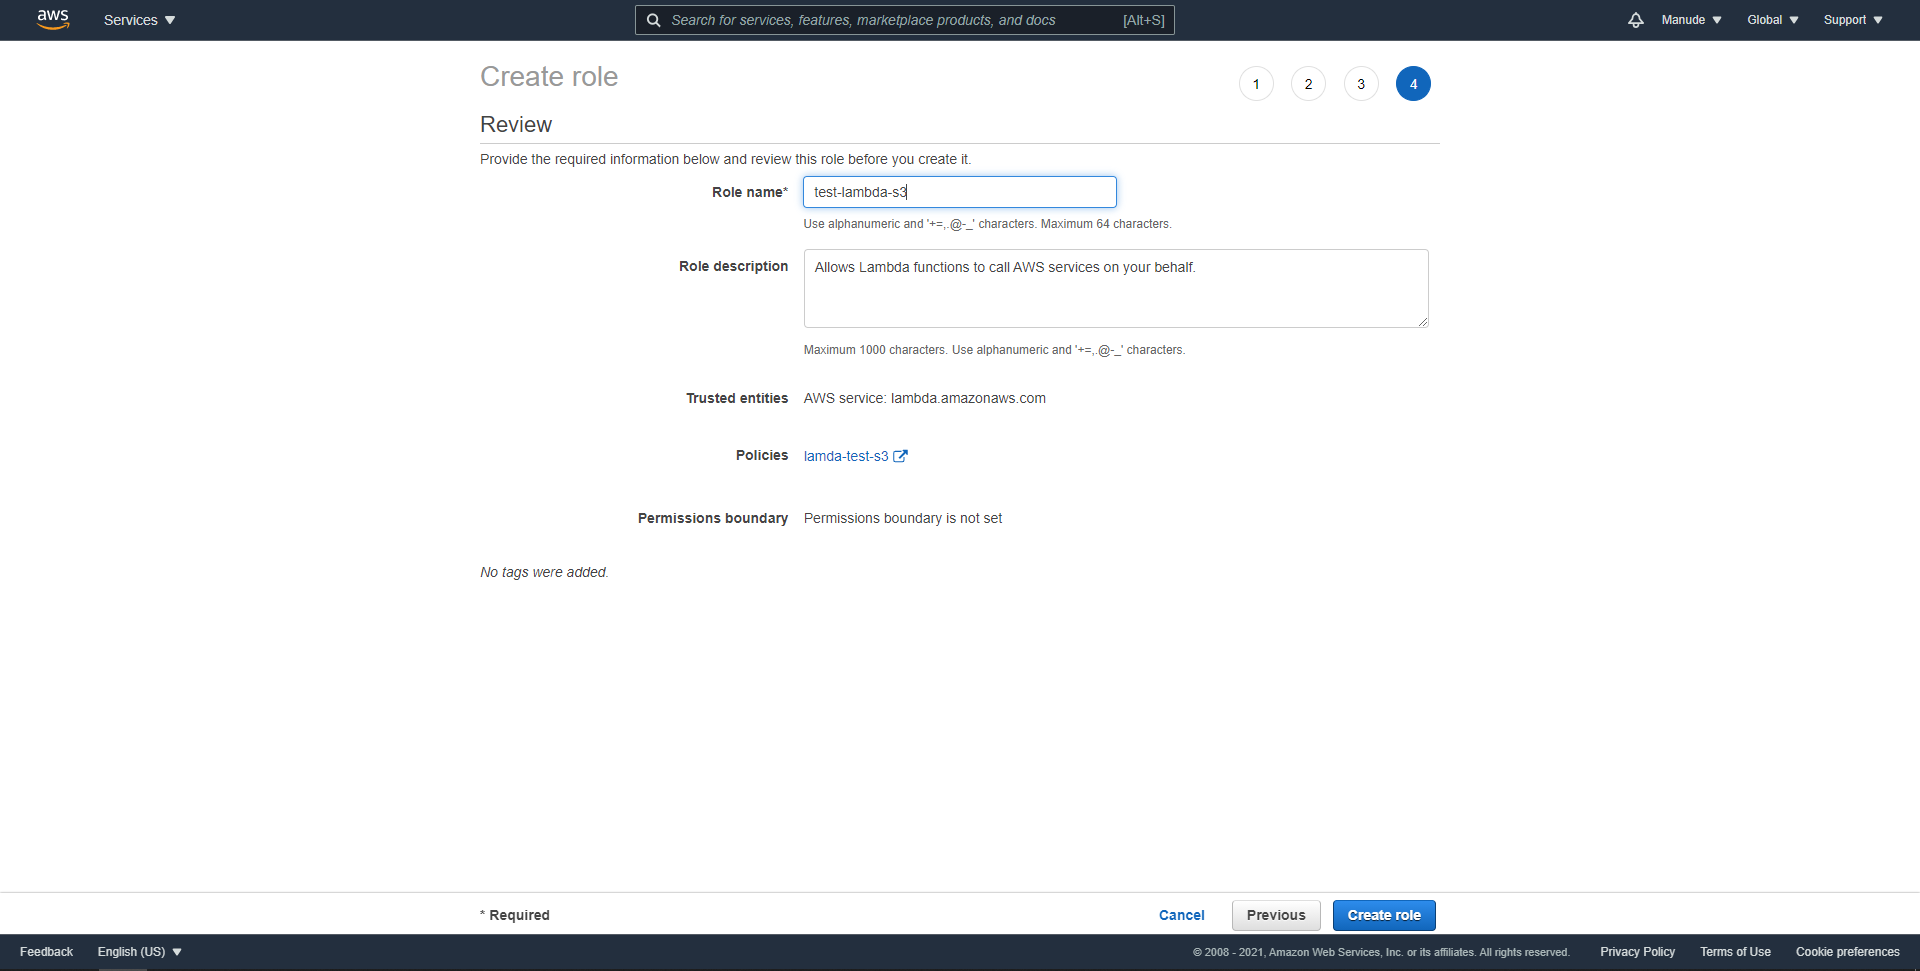 aws
Services
Search for services, features, marketplace products, and docs [Alt+S]
Manude
Global
Support
Create role
1 2 3 4
Review
Provide the required information below and review this role before you create it.
Role name* test-lambda-s3
Use alphanumeric and '+=,.@-_' characters. Maximum 64 characters.
Role description Allows Lambda functions to call AWS services on your behalf.
Maximum 1000 characters. Use alphanumeric and '+=,.@-_' characters.
Trusted entities AWS service: lambda.amazonaws.com
Policies lamda-test-s3
Permissions boundary Permissions boundary is not set
No tags were added.
* Required
Cancel
Previous
Create role
Feedback
English (US)
© 2008 - 2021, Amazon Web Services, Inc. or its affiliates. All rights reserved.
Privacy Policy
Terms of Use
Cookie preferences